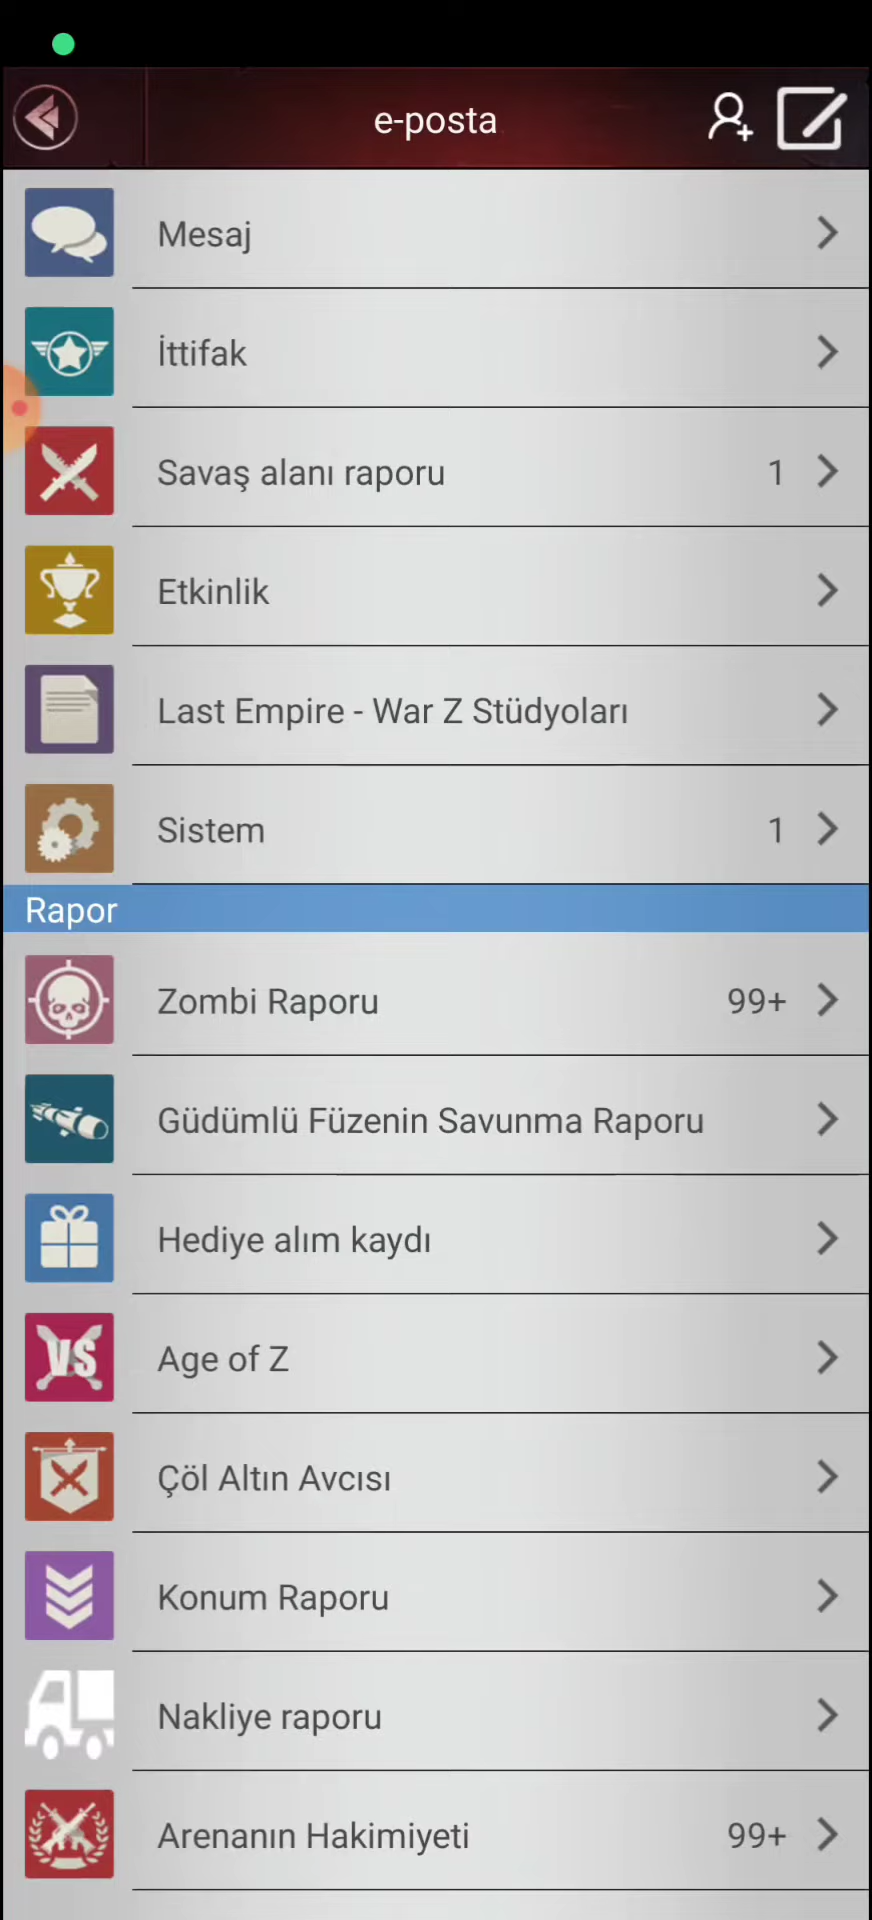 e-posta
Mesaj
İttifak
Savaş alanı raporu 1
Etkinlik
Last Empire - War Z Stüdyoları
Sistem 1
Rapor
Zombi Raporu 99+
Güdümlü Füzenin Savunma Raporu
Hediye alım kaydı
VS
Age of Z
Çöl Altın Avcısı
Konum Raporu
Nakliye raporu
Arenanın Hakimiyeti 99+